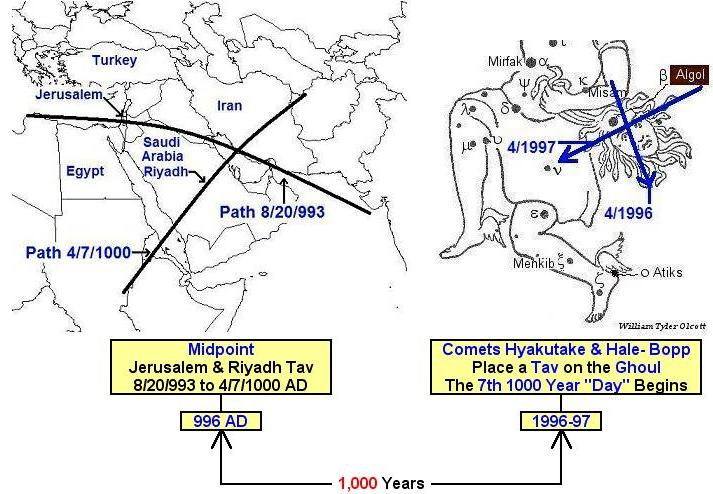 Turkey
Jerusalem
Iran
Saudi
Arabia
Riyadh
Egypt
Path 8/20/993
Path 4/7/1000
Mirfak
α
ι
ψ
κ
Misam
β
Algol
λ
δ
μ
υ
4/1997
ν
4/1996
ε
Menkib
ξ
ζ
ο Atiks
William Tyler Olcott
Midpoint
Jerusalem & Riyadh Tav
8/20/993 to 4/7/1000 AD
Comets Hyakutake & Hale- Bopp
Place a Tav on the Ghoul
The 7th 1000 Year "Day" Begins
996 AD
1996-97
1,000 Years